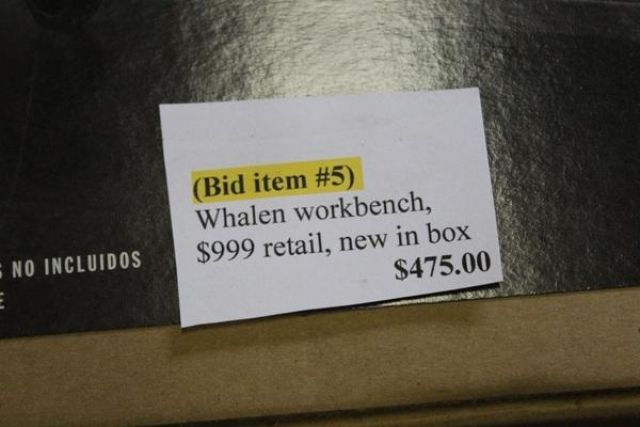 (Bid item #5)
Whalen workbench,
$999 retail, new in box
$475.00
NO INCLUIDOS